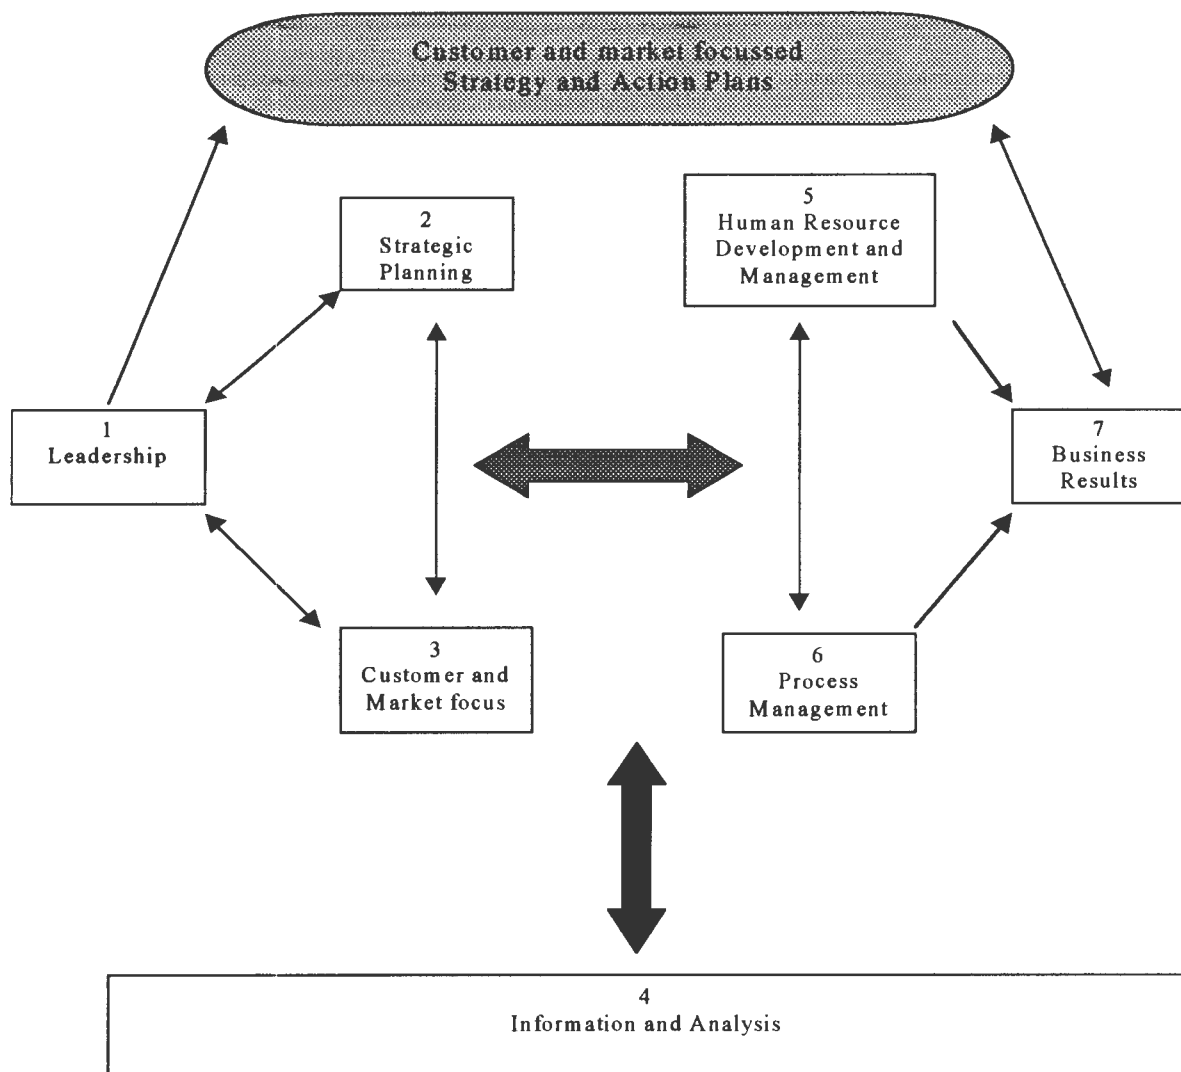 Customer and market focussed
Strategy and Action Plans
2
Strategic
Planning
5
Human Resource
Development and
Management
1
Leadership
7
Business
Results
3
Customer and
Market focus
6
Process
Management
4
Information and Analysis